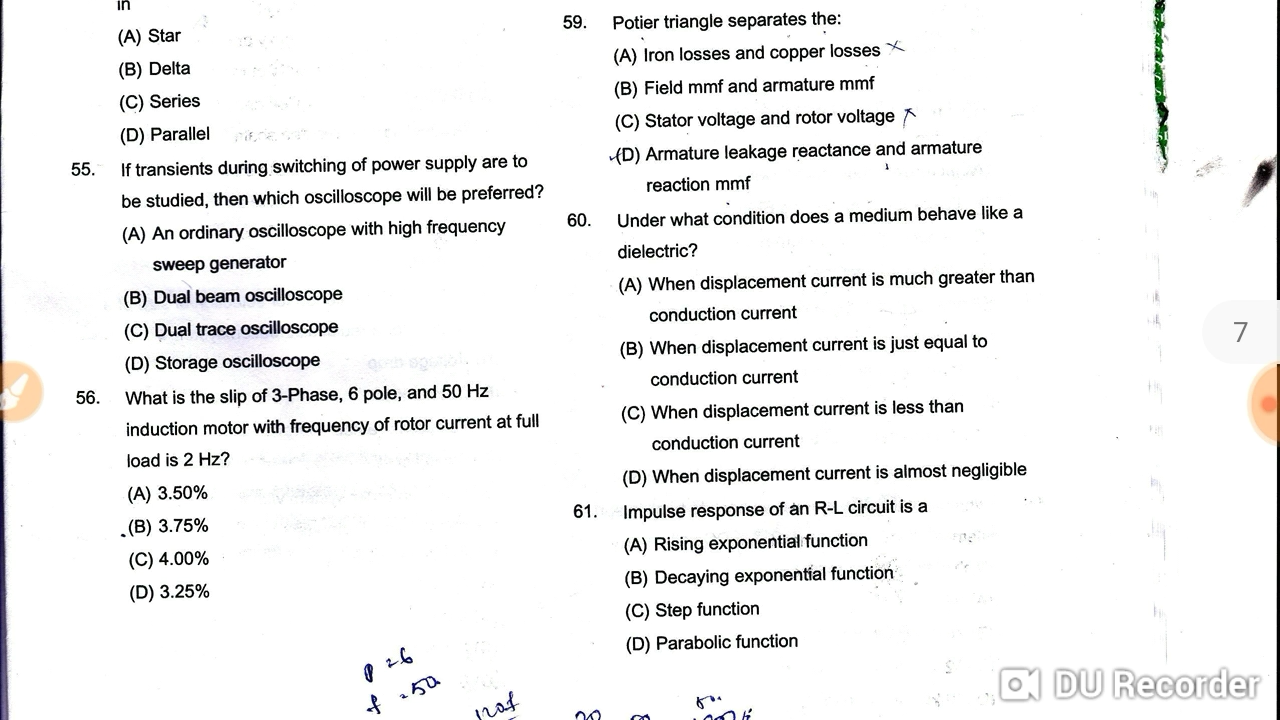 in
(A) Star
(B) Delta
(C) Series
(D) Parallel
55. If transients during switching of power supply are to
be studied, then which oscilloscope will be preferred?
(A) An ordinary oscilloscope with high frequency
sweep generator
(B) Dual beam oscilloscope
(C) Dual trace oscilloscope
(D) Storage oscilloscope
56. What is the slip of 3-Phase, 6 pole, and 50 Hz
induction motor with frequency of rotor current at full
load is 2 Hz?
(A) 3.50%
(B) 3.75%
(C) 4.00%
(D) 3.25%
P = 6
f = 50
120f
59. Potier triangle separates the:
(A) Iron losses and copper losses
(B) Field mmf and armature mmf
(C) Stator voltage and rotor voltage
(D) Armature leakage reactance and armature
reaction mmf
60. Under what condition does a medium behave like a
dielectric?
(A) When displacement current is much greater than
conduction current
(B) When displacement current is just equal to
conduction current
(C) When displacement current is less than
conduction current
(D) When displacement current is almost negligible
61. Impulse response of an R-L circuit is a
(A) Rising exponential function
(B) Decaying exponential function
(C) Step function
(D) Parabolic function
7
DU Recorder